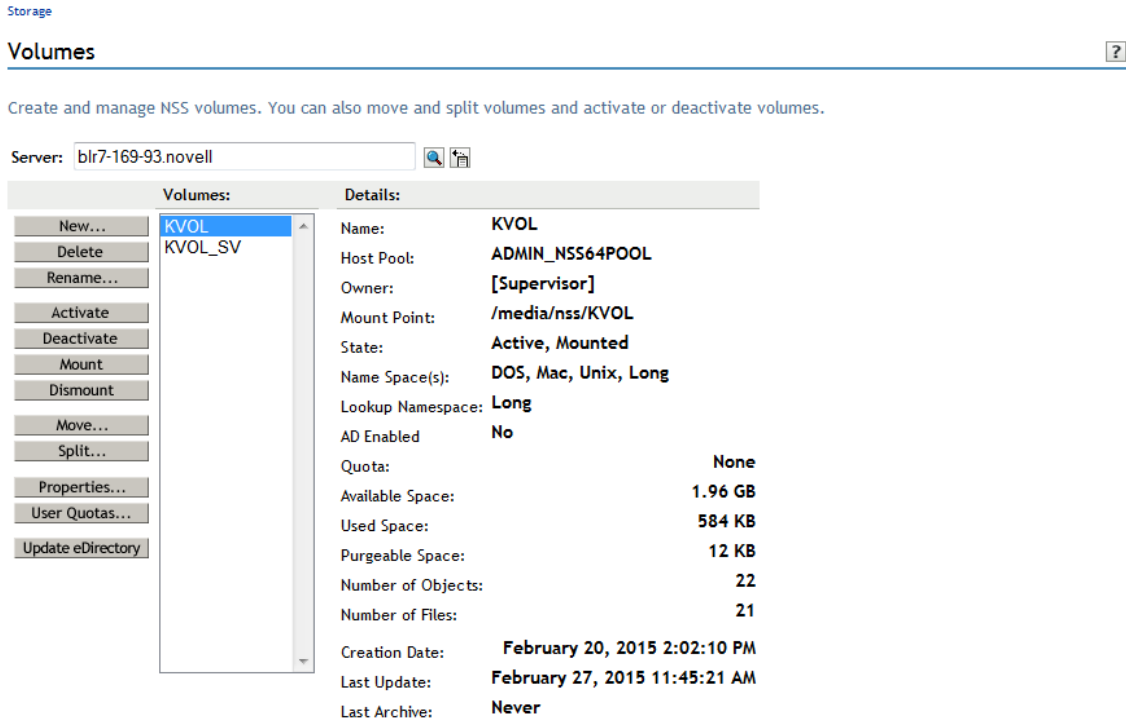 Storage
Volumes
?
Create and manage NSS volumes. You can also move and split volumes and activate or deactivate volumes.
Server: blr7-169-93.novell
Volumes:
Details:
New...
Delete
Rename...
Activate
Deactivate
Mount
Dismount
Move...
Split...
Properties...
User Quotas...
Update eDirectory
KVOL
KVOL_SV
Name: KVOL
Host Pool: ADMIN_NSS64POOL
Owner: [Supervisor]
Mount Point: /media/nss/KVOL
State: Active, Mounted
Name Space(s): DOS, Mac, Unix, Long
Lookup Namespace: Long
AD Enabled No
Quota: None
Available Space: 1.96 GB
Used Space: 584 KB
Purgeable Space: 12 KB
Number of Objects: 22
Number of Files: 21
Creation Date: February 20, 2015 2:02:10 PM
Last Update: February 27, 2015 11:45:21 AM
Last Archive: Never